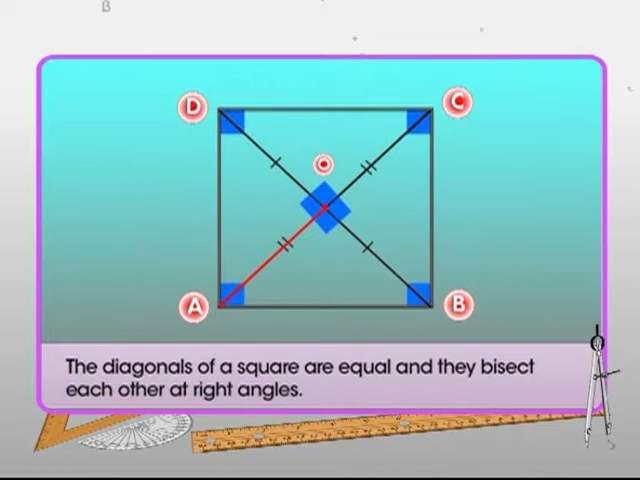 B
D
C
O
A
B
The diagonals of a square are equal and they bisect
each other at right angles.